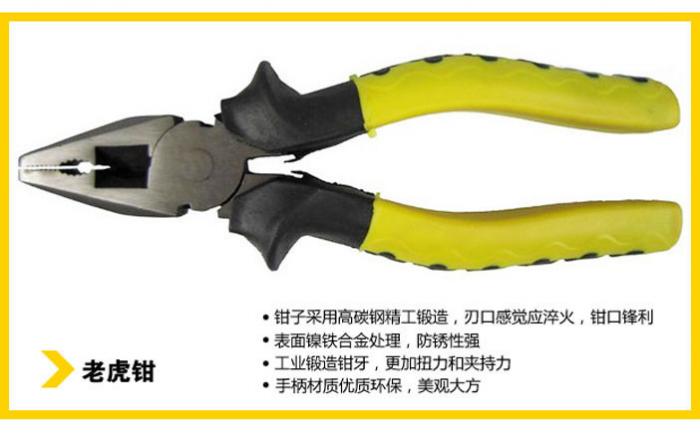 • 钳子采用高碳钢精工锻造，刃口感觉应淬火，钳口锋利
• 表面镍铁合金处理，防锈性强
• 工业锻造钳牙，更加扭力和夹持力
• 手柄材质优质环保，美观大方
老虎钳